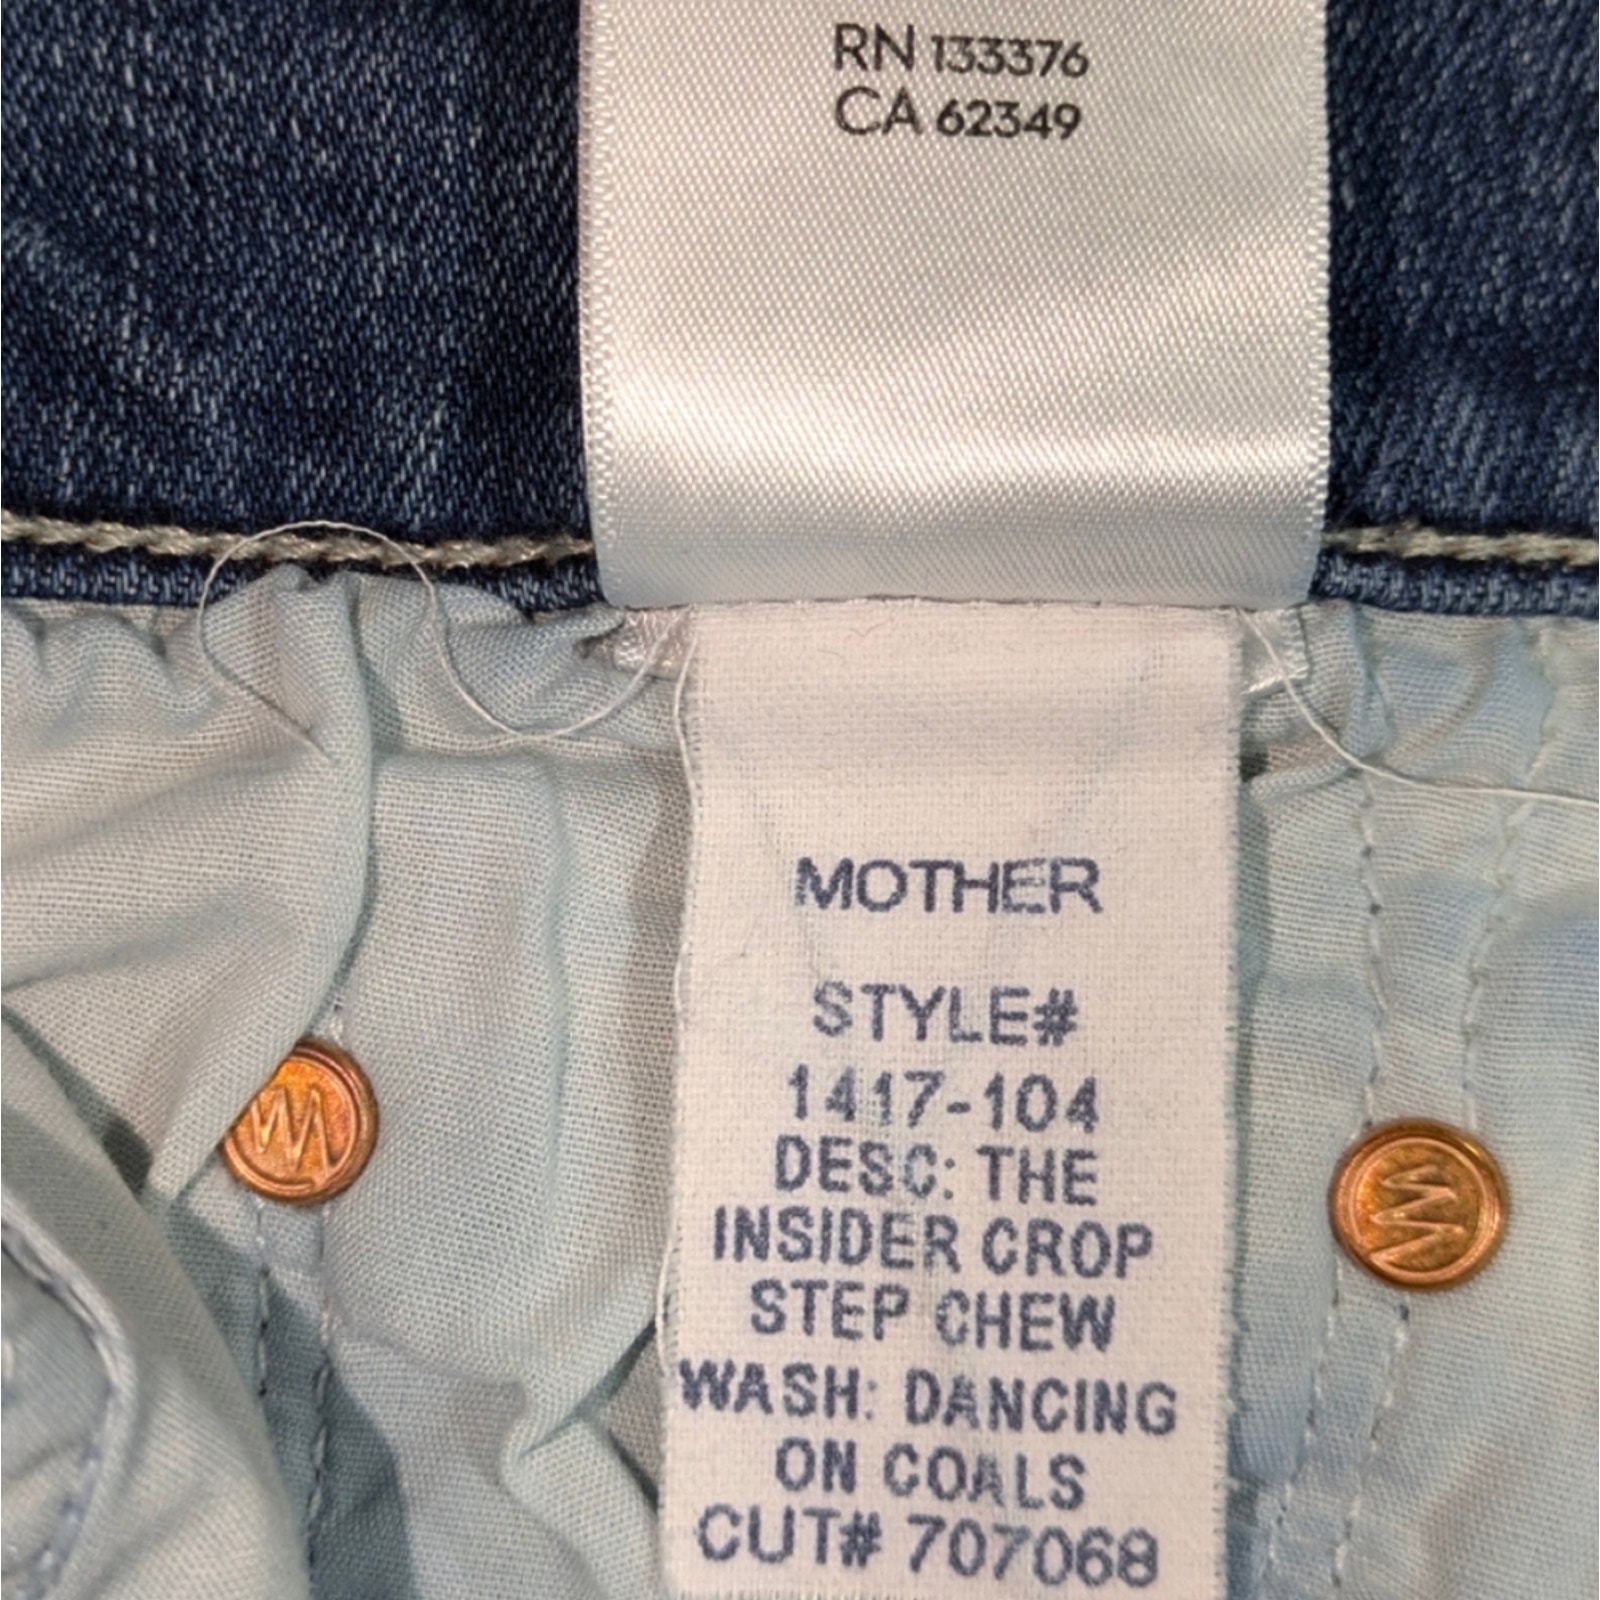 RN 133376
CA 62349
MOTHER
STYLE#
1417-104
DESC: THE
INSIDER CROP
STEP CHEW
WASH: DANCING
ON COALS
CUT# 707068